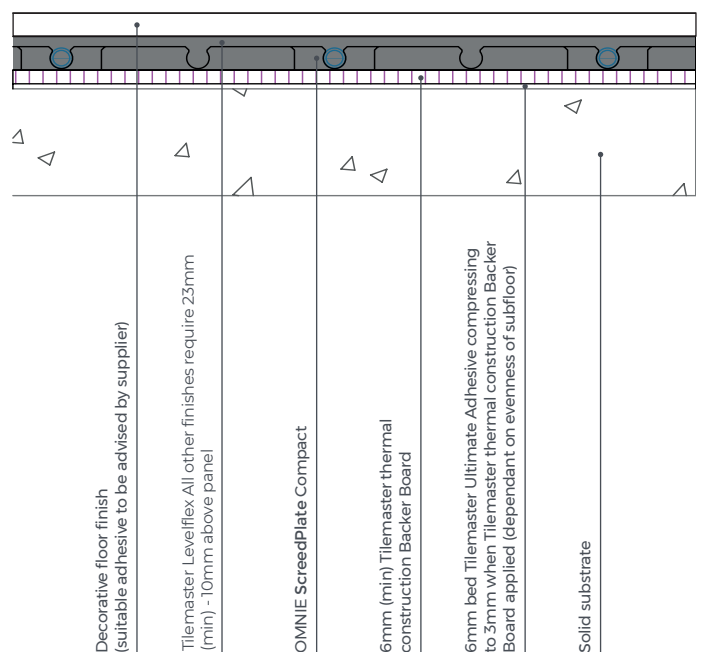 Decorative floor finish
(suitable adhesive to be advised by supplier)
Tilemaster Levelflex All other finishes require 23mm
(min) - 10mm above panel
OMNIE ScreedPlate Compact
6mm (min) Tilemaster thermal
construction Backer Board
6mm bed Tilemaster Ultimate Adhesive compressing
to 3mm when Tilemaster thermal construction Backer
Board applied (dependant on evenness of subfloor)
Solid substrate